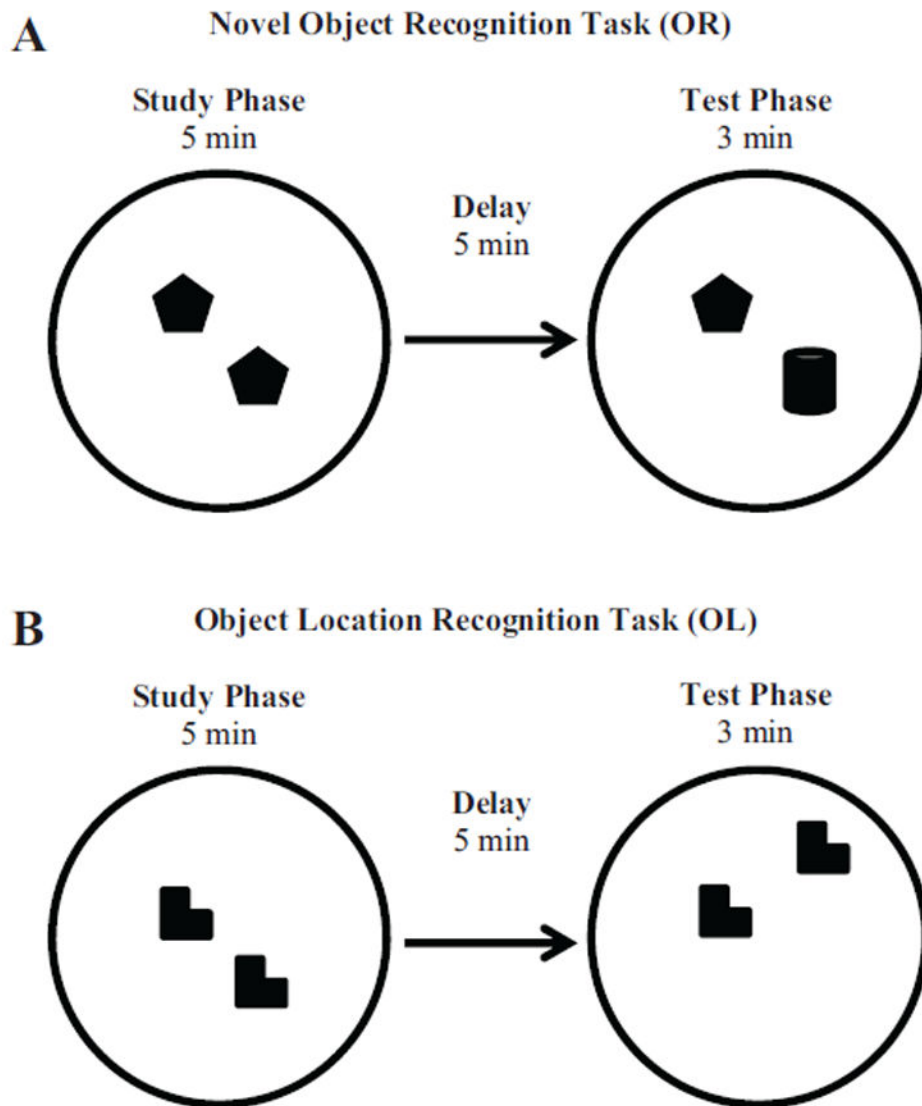 A
Novel Object Recognition Task (OR)
Study Phase
5 min
Delay
5 min
Test Phase
3 min
B
Object Location Recognition Task (OL)
Study Phase
5 min
Delay
5 min
Test Phase
3 min